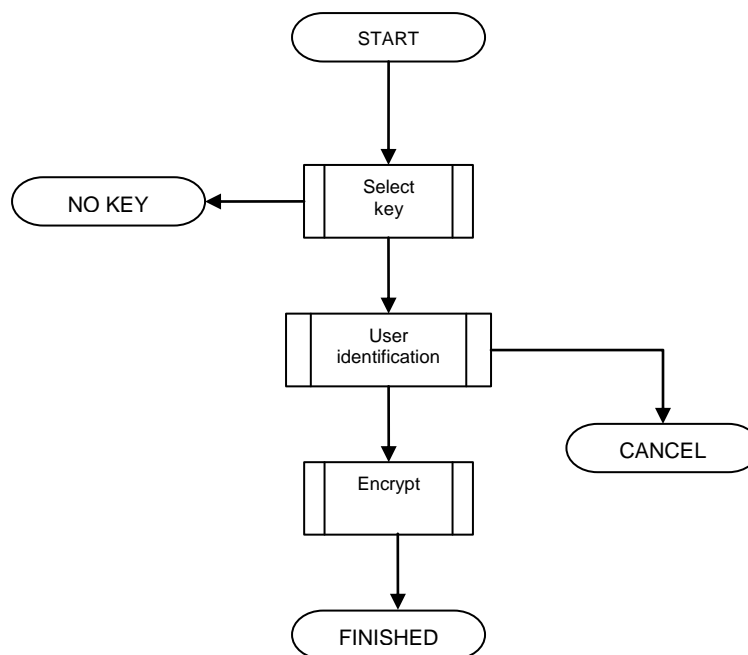 START
Select
key
NO KEY
User
identification
CANCEL
Encrypt
FINISHED